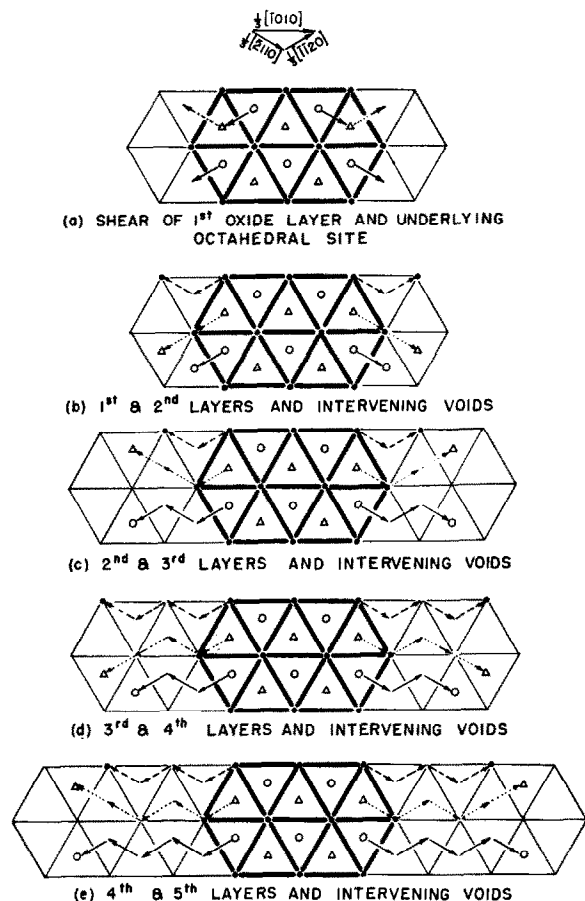 ⅓[1̄010]
⅓[2̄110]
⅓[1̄1̄20]
(a) SHEAR OF 1st OXIDE LAYER AND UNDERLYING
OCTAHEDRAL SITE
(b) 1st & 2nd LAYERS AND INTERVENING VOIDS
(c) 2nd & 3rd LAYERS AND INTERVENING VOIDS
(d) 3rd & 4th LAYERS AND INTERVENING VOIDS
(e) 4th & 5th LAYERS AND INTERVENING VOIDS